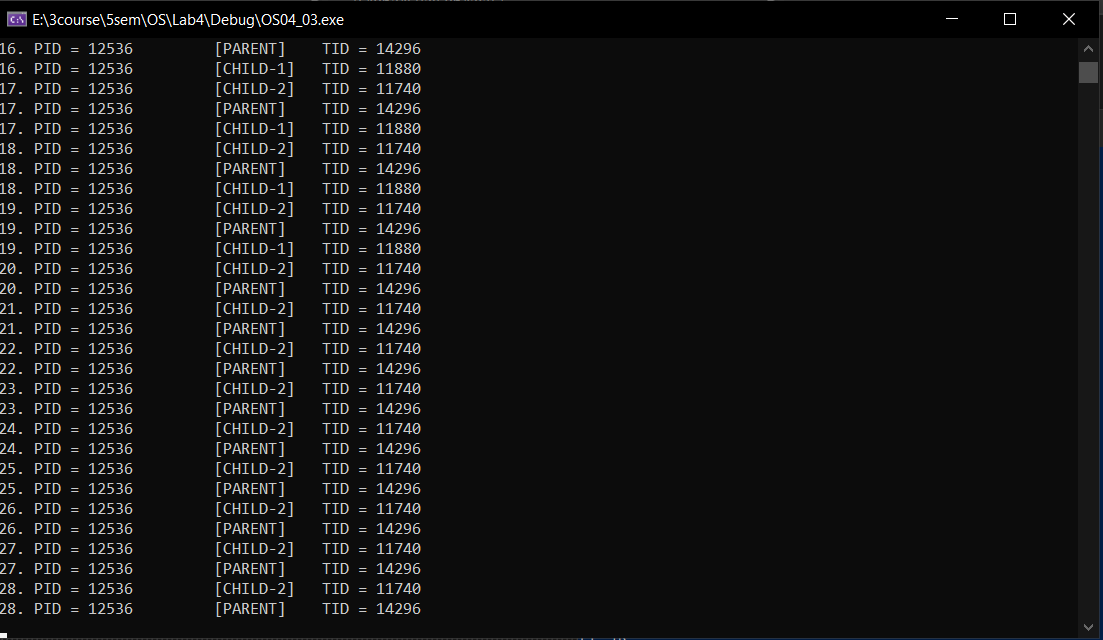 E:\3course\5sem\OS\Lab4\Debug\OS04_03.exe
16. PID = 12536 [PARENT] TID = 14296
16. PID = 12536 [CHILD-1] TID = 11880
17. PID = 12536 [CHILD-2] TID = 11740
17. PID = 12536 [PARENT] TID = 14296
17. PID = 12536 [CHILD-1] TID = 11880
18. PID = 12536 [CHILD-2] TID = 11740
18. PID = 12536 [PARENT] TID = 14296
18. PID = 12536 [CHILD-1] TID = 11880
19. PID = 12536 [CHILD-2] TID = 11740
19. PID = 12536 [PARENT] TID = 14296
19. PID = 12536 [CHILD-1] TID = 11880
20. PID = 12536 [CHILD-2] TID = 11740
20. PID = 12536 [PARENT] TID = 14296
21. PID = 12536 [CHILD-2] TID = 11740
21. PID = 12536 [PARENT] TID = 14296
22. PID = 12536 [CHILD-2] TID = 11740
22. PID = 12536 [PARENT] TID = 14296
23. PID = 12536 [CHILD-2] TID = 11740
23. PID = 12536 [PARENT] TID = 14296
24. PID = 12536 [CHILD-2] TID = 11740
24. PID = 12536 [PARENT] TID = 14296
25. PID = 12536 [CHILD-2] TID = 11740
25. PID = 12536 [PARENT] TID = 14296
26. PID = 12536 [CHILD-2] TID = 11740
26. PID = 12536 [PARENT] TID = 14296
27. PID = 12536 [CHILD-2] TID = 11740
27. PID = 12536 [PARENT] TID = 14296
28. PID = 12536 [CHILD-2] TID = 11740
28. PID = 12536 [PARENT] TID = 14296